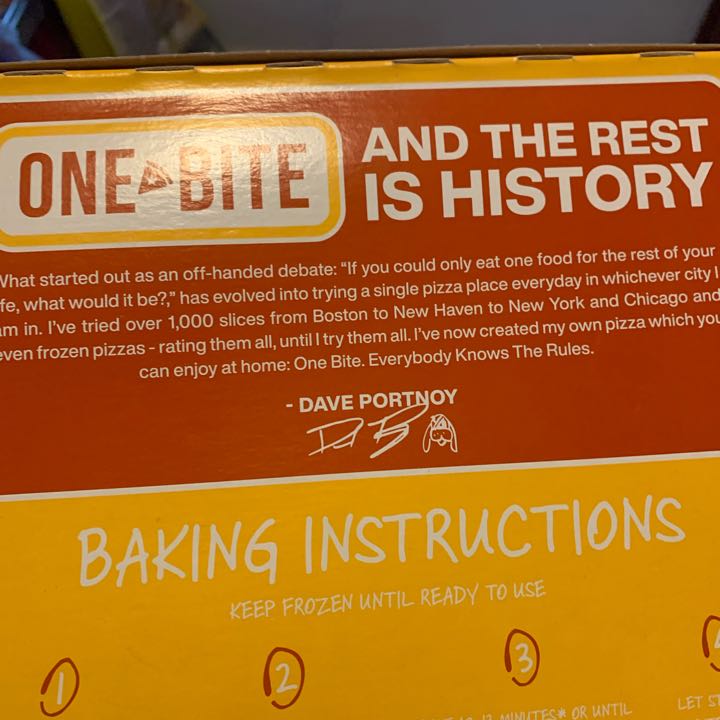 ONE BITE
AND THE REST
IS HISTORY
What started out as an off-handed debate: "If you could only eat one food for the rest of your
fe, what would it be?," has evolved into trying a single pizza place everyday in whichever city I
m in. I've tried over 1,000 slices from Boston to New Haven to New York and Chicago and
even frozen pizzas - rating them all, until I try them all. I've now created my own pizza which you
can enjoy at home: One Bite. Everybody Knows The Rules.
- DAVE PORTNOY
BAKING INSTRUCTIONS
KEEP FROZEN UNTIL READY TO USE
1 2 3
MINUTES* OR UNTIL
LET